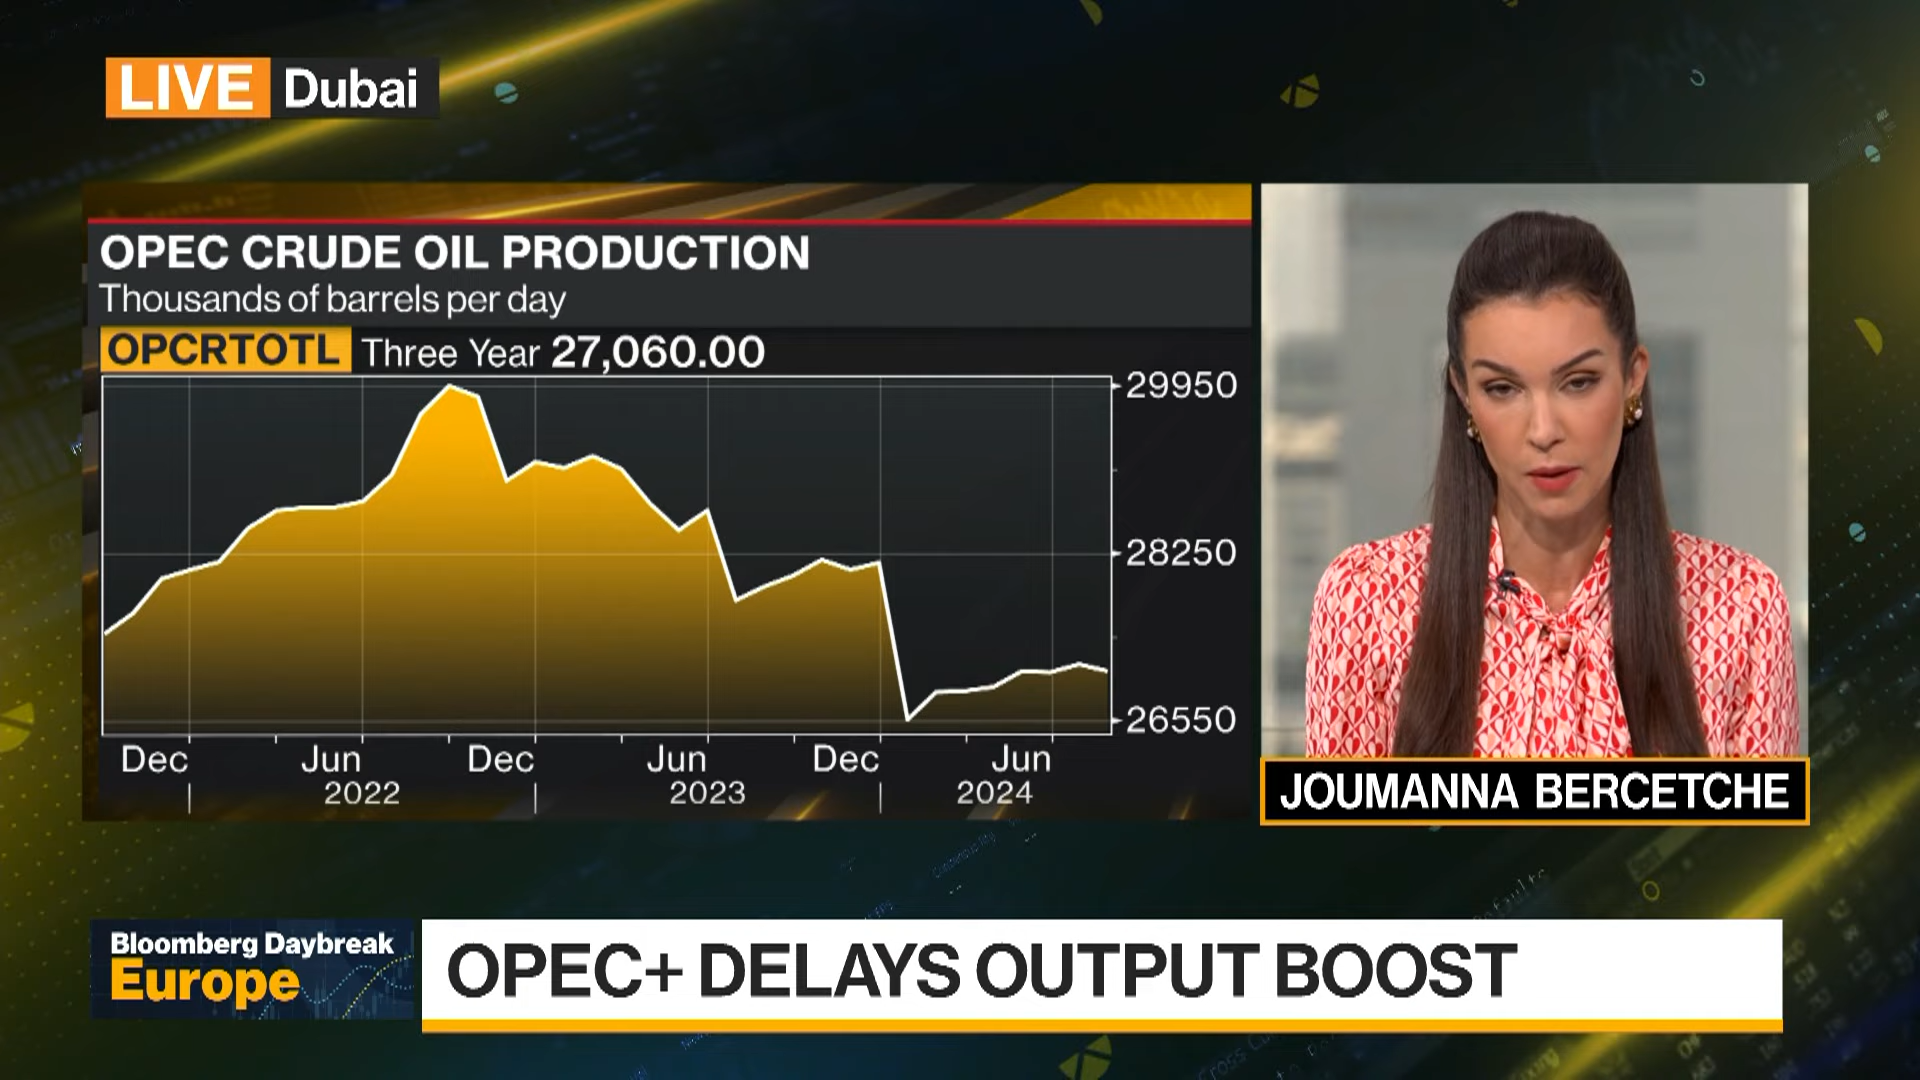 LIVE Dubai
OPEC CRUDE OIL PRODUCTION
Thousands of barrels per day
OPCRTOTL Three Year 27,060.00
29950
28250
26550
Dec Jun Dec Jun Dec Jun
2022 2023 2024
JOUMANNA BERCETCHE
Bloomberg Daybreak
Europe
OPEC+ DELAYS OUTPUT BOOST